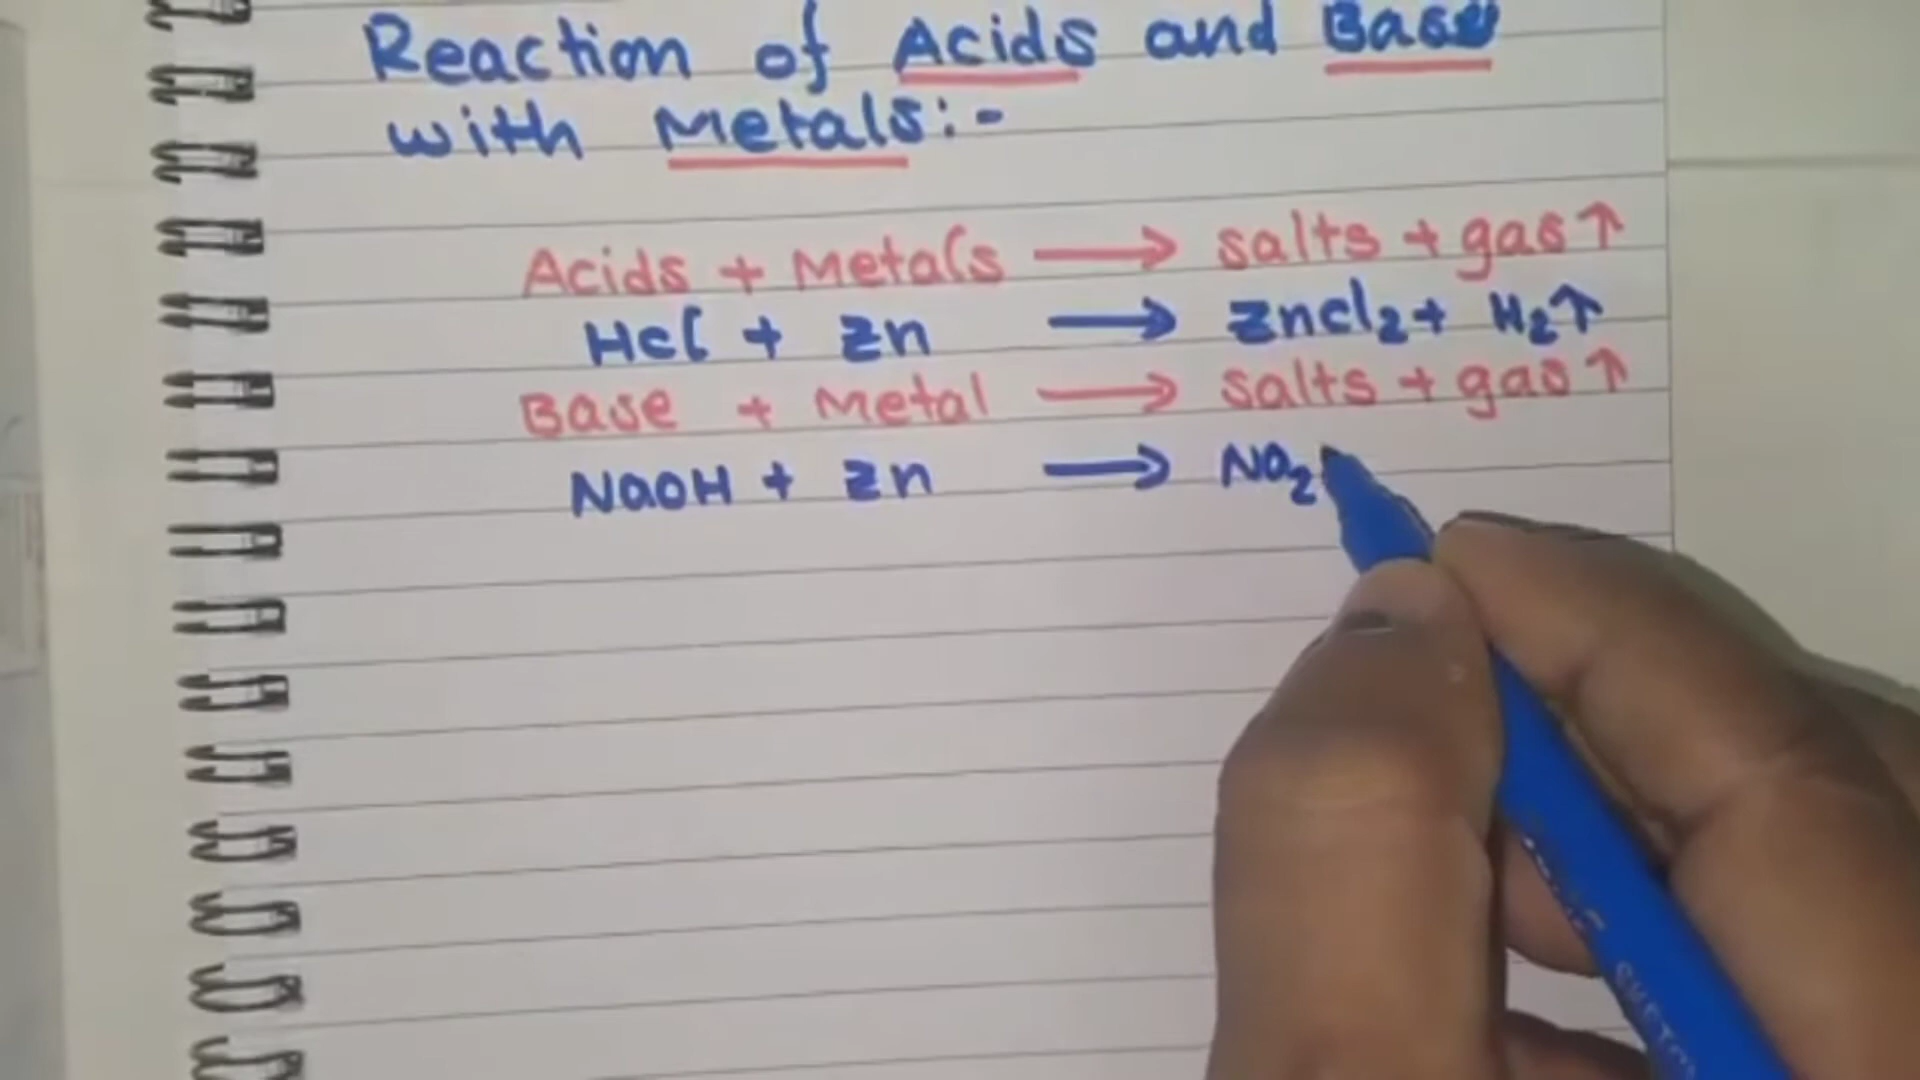 Reaction of Acids and Base
with Metals:-
Acids + Metals → salts + gas↑
HCl + Zn → ZnCl₂ + H₂↑
Base + Metal → salts + gas↑
NaOH + Zn → Na₂